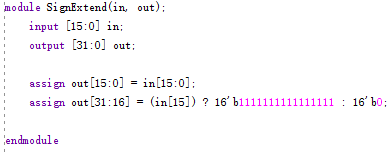 module SignExtend(in, out);
input [15:0] in;
output [31:0] out;
assign out[15:0] = in[15:0];
assign out[31:16] = (in[15]) ? 16'b1111111111111111 : 16'b0;
endmodule